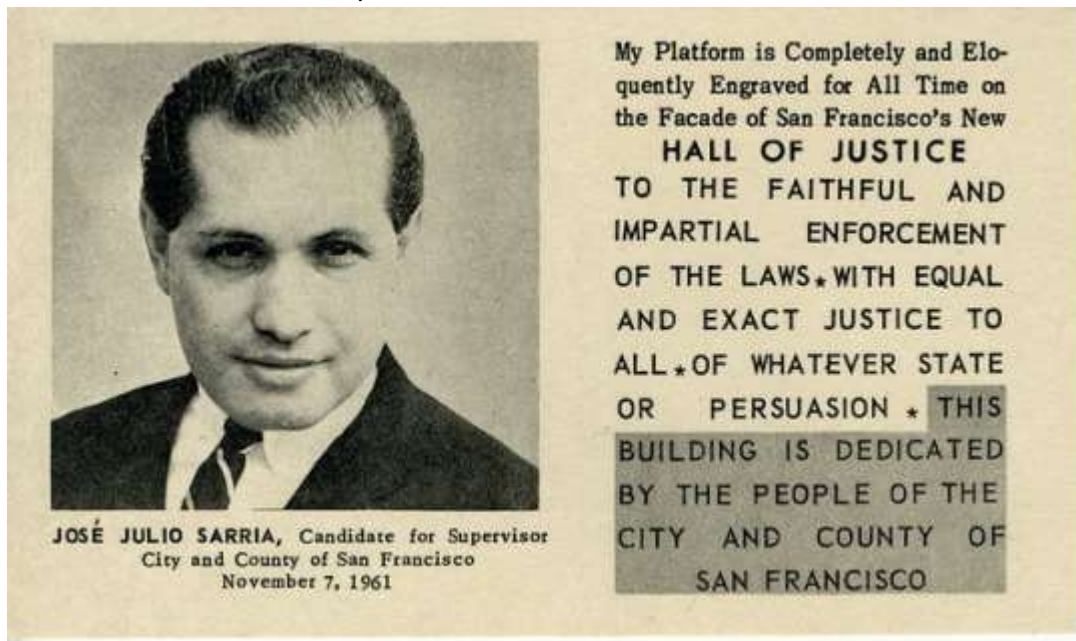 JOSÉ JULIO SARRIA, Candidate for Supervisor
City and County of San Francisco
November 7, 1961
My Platform is Completely and Elo-
quently Engraved for All Time on
the Facade of San Francisco's New
HALL OF JUSTICE
TO THE FAITHFUL AND
IMPARTIAL ENFORCEMENT
OF THE LAWS★WITH EQUAL
AND EXACT JUSTICE TO
ALL★OF WHATEVER STATE
OR PERSUASION ★ THIS
BUILDING IS DEDICATED
BY THE PEOPLE OF THE
CITY AND COUNTY OF
SAN FRANCISCO